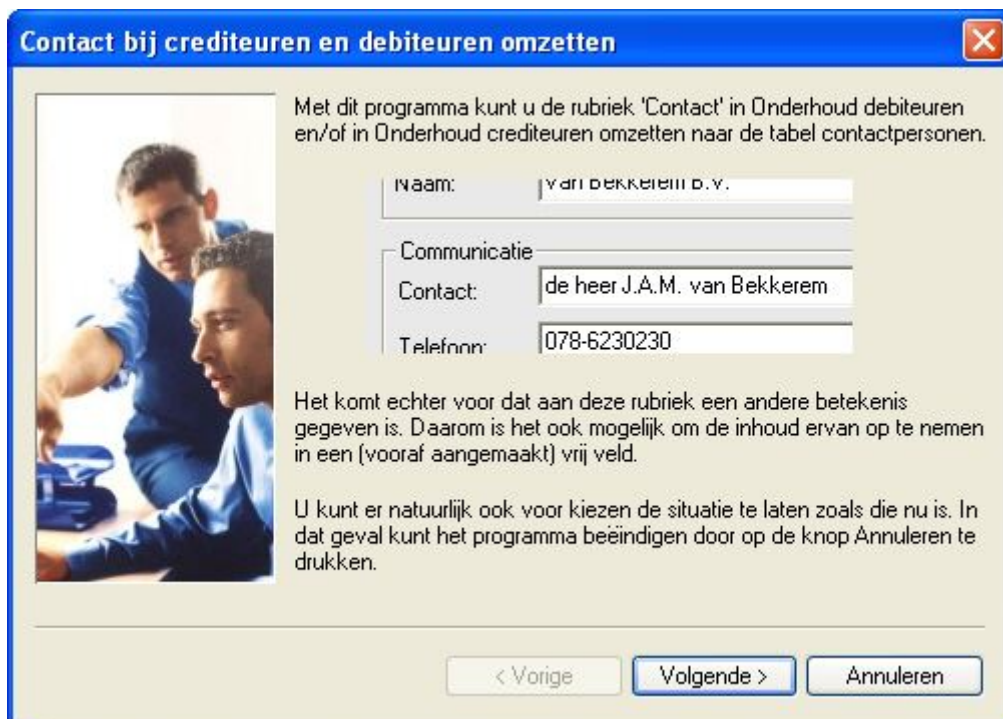 Contact bij crediteuren en debiteuren omzetten
Met dit programma kunt u de rubriek 'Contact' in Onderhoud debiteuren
en/of in Onderhoud crediteuren omzetten naar de tabel contactpersonen.
Naam: Van Bekkerem B.V.
Communicatie
Contact: de heer J.A.M. van Bekkerem
Telefoon: 078-6230230
Het komt echter voor dat aan deze rubriek een andere betekenis
gegeven is. Daarom is het ook mogelijk om de inhoud ervan op te nemen
in een (vooraf aangemaakt) vrij veld.
U kunt er natuurlijk ook voor kiezen de situatie te laten zoals die nu is. In
dat geval kunt het programma beëindigen door op de knop Annuleren te
drukken.
< Vorige Volgende > Annuleren